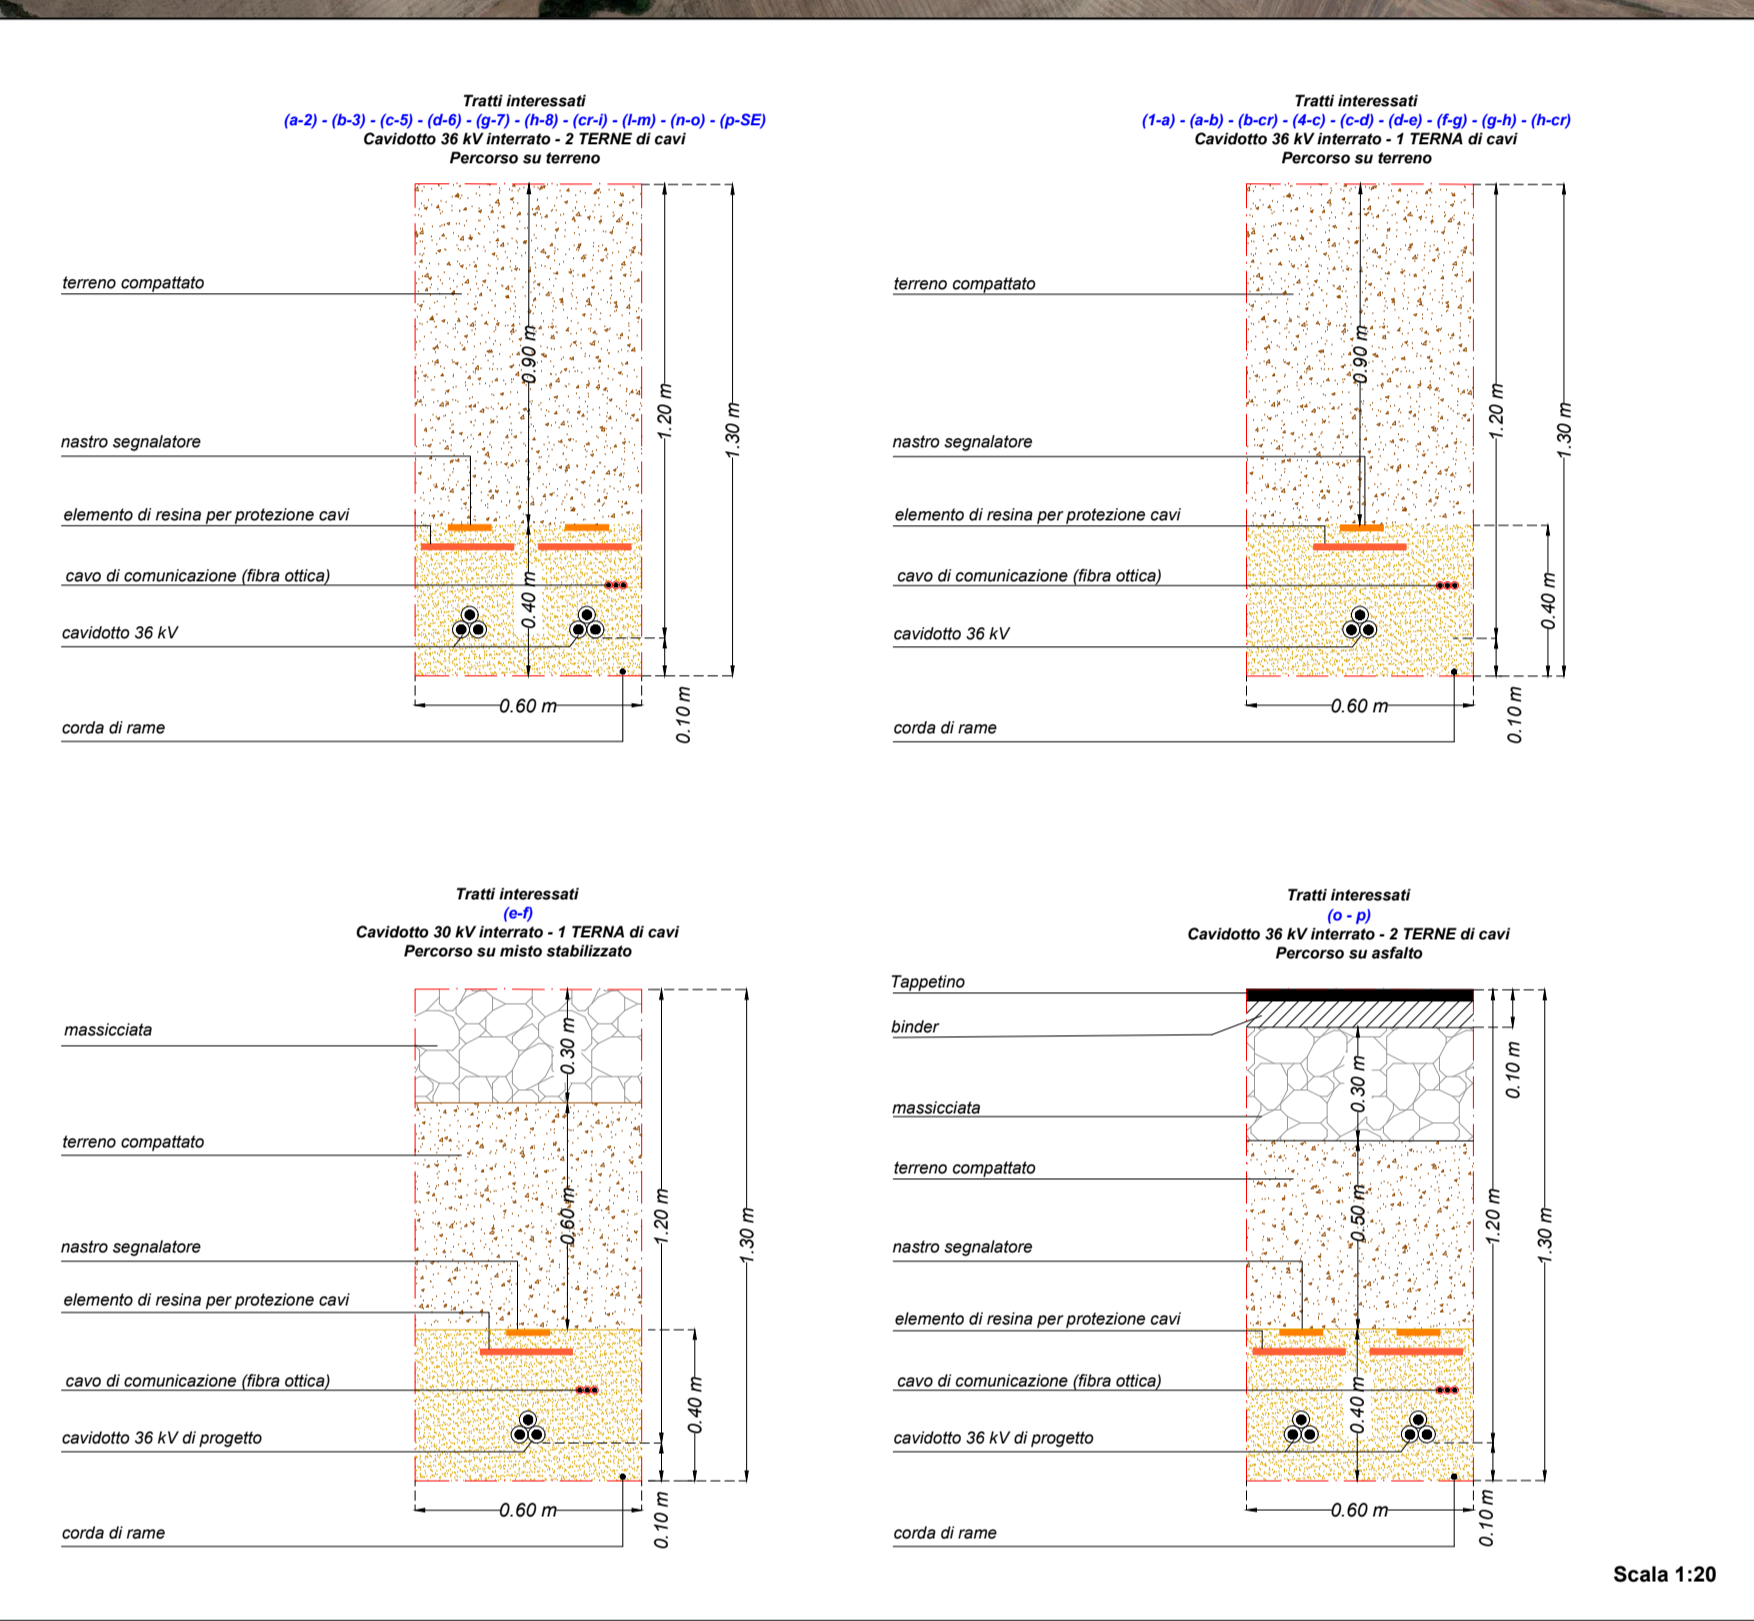 Tratti interessati
(a-2) - (b-3) - (c-5) - (d-6) - (g-7) - (h-8) - (cr-i) - (l-m) - (n-o) - (p-SE)
Cavidotto 36 kV interrato - 2 TERNE di cavi
Percorso su terreno
terreno compattato
nastro segnalatore
elemento di resina per protezione cavi
cavo di comunicazione (fibra ottica)
cavidotto 36 kV
corda di rame
0.90 m
0.40 m
1.20 m
1.30 m
0.60 m
0.10 m
Tratti interessati
(1-a) - (a-b) - (b-cr) - (4-c) - (c-d) - (d-e) - (f-g) - (g-h) - (h-cr)
Cavidotto 36 kV interrato - 1 TERNA di cavi
Percorso su terreno
terreno compattato
nastro segnalatore
elemento di resina per protezione cavi
cavo di comunicazione (fibra ottica)
cavidotto 36 kV
corda di rame
0.90 m
1.20 m
1.30 m
0.40 m
0.60 m
0.10 m
Tratti interessati
(e-f)
Cavidotto 30 kV interrato - 1 TERNA di cavi
Percorso su misto stabilizzato
massicciata
terreno compattato
nastro segnalatore
elemento di resina per protezione cavi
cavo di comunicazione (fibra ottica)
cavidotto 36 kV di progetto
corda di rame
0.30 m
0.60 m
1.20 m
1.30 m
0.40 m
0.60 m
0.10 m
Tratti interessati
(o - p)
Cavidotto 36 kV interrato - 2 TERNE di cavi
Percorso su asfalto
Tappetino
binder
massicciata
terreno compattato
nastro segnalatore
elemento di resina per protezione cavi
cavo di comunicazione (fibra ottica)
cavidotto 36 kV di progetto
corda di rame
0.10 m
0.30 m
0.50 m
1.20 m
1.30 m
0.40 m
0.60 m
0.10 m
Scala 1:20